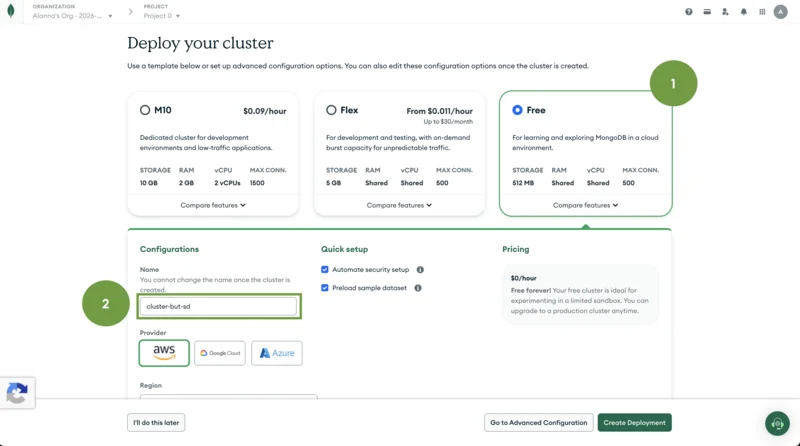 ORGANIZATION
Alanna's Org - 2026-...
PROJECT
Project 0
A
Deploy your cluster
Use a template below or set up advanced configuration options. You can also edit these configuration options once the cluster is created.
1
M10
$0.09/hour
Dedicated cluster for development
environments and low-traffic applications.
STORAGE RAM vCPU MAX CONN.
10 GB 2 GB 2 vCPUs 1500
Compare features
Flex
From $0.011/hour
Up to $30/month
For development and testing, with on-demand
burst capacity for unpredictable traffic.
STORAGE RAM vCPU MAX CONN.
5 GB Shared Shared 500
Compare features
Free
For learning and exploring MongoDB in a cloud
environment.
STORAGE RAM vCPU MAX CONN.
512 MB Shared Shared 500
Compare features
Configurations
Name
You cannot change the name once the cluster is
created.
2
cluster-but-sd
Provider
aws
Google Cloud
Azure
Region
Quick setup
Automate security setup
Preload sample dataset
Pricing
$0/hour
Free forever! Your free cluster is ideal for
experimenting in a limited sandbox. You can
upgrade to a production cluster anytime.
I'll do this later
Go to Advanced Configuration
Create Deployment